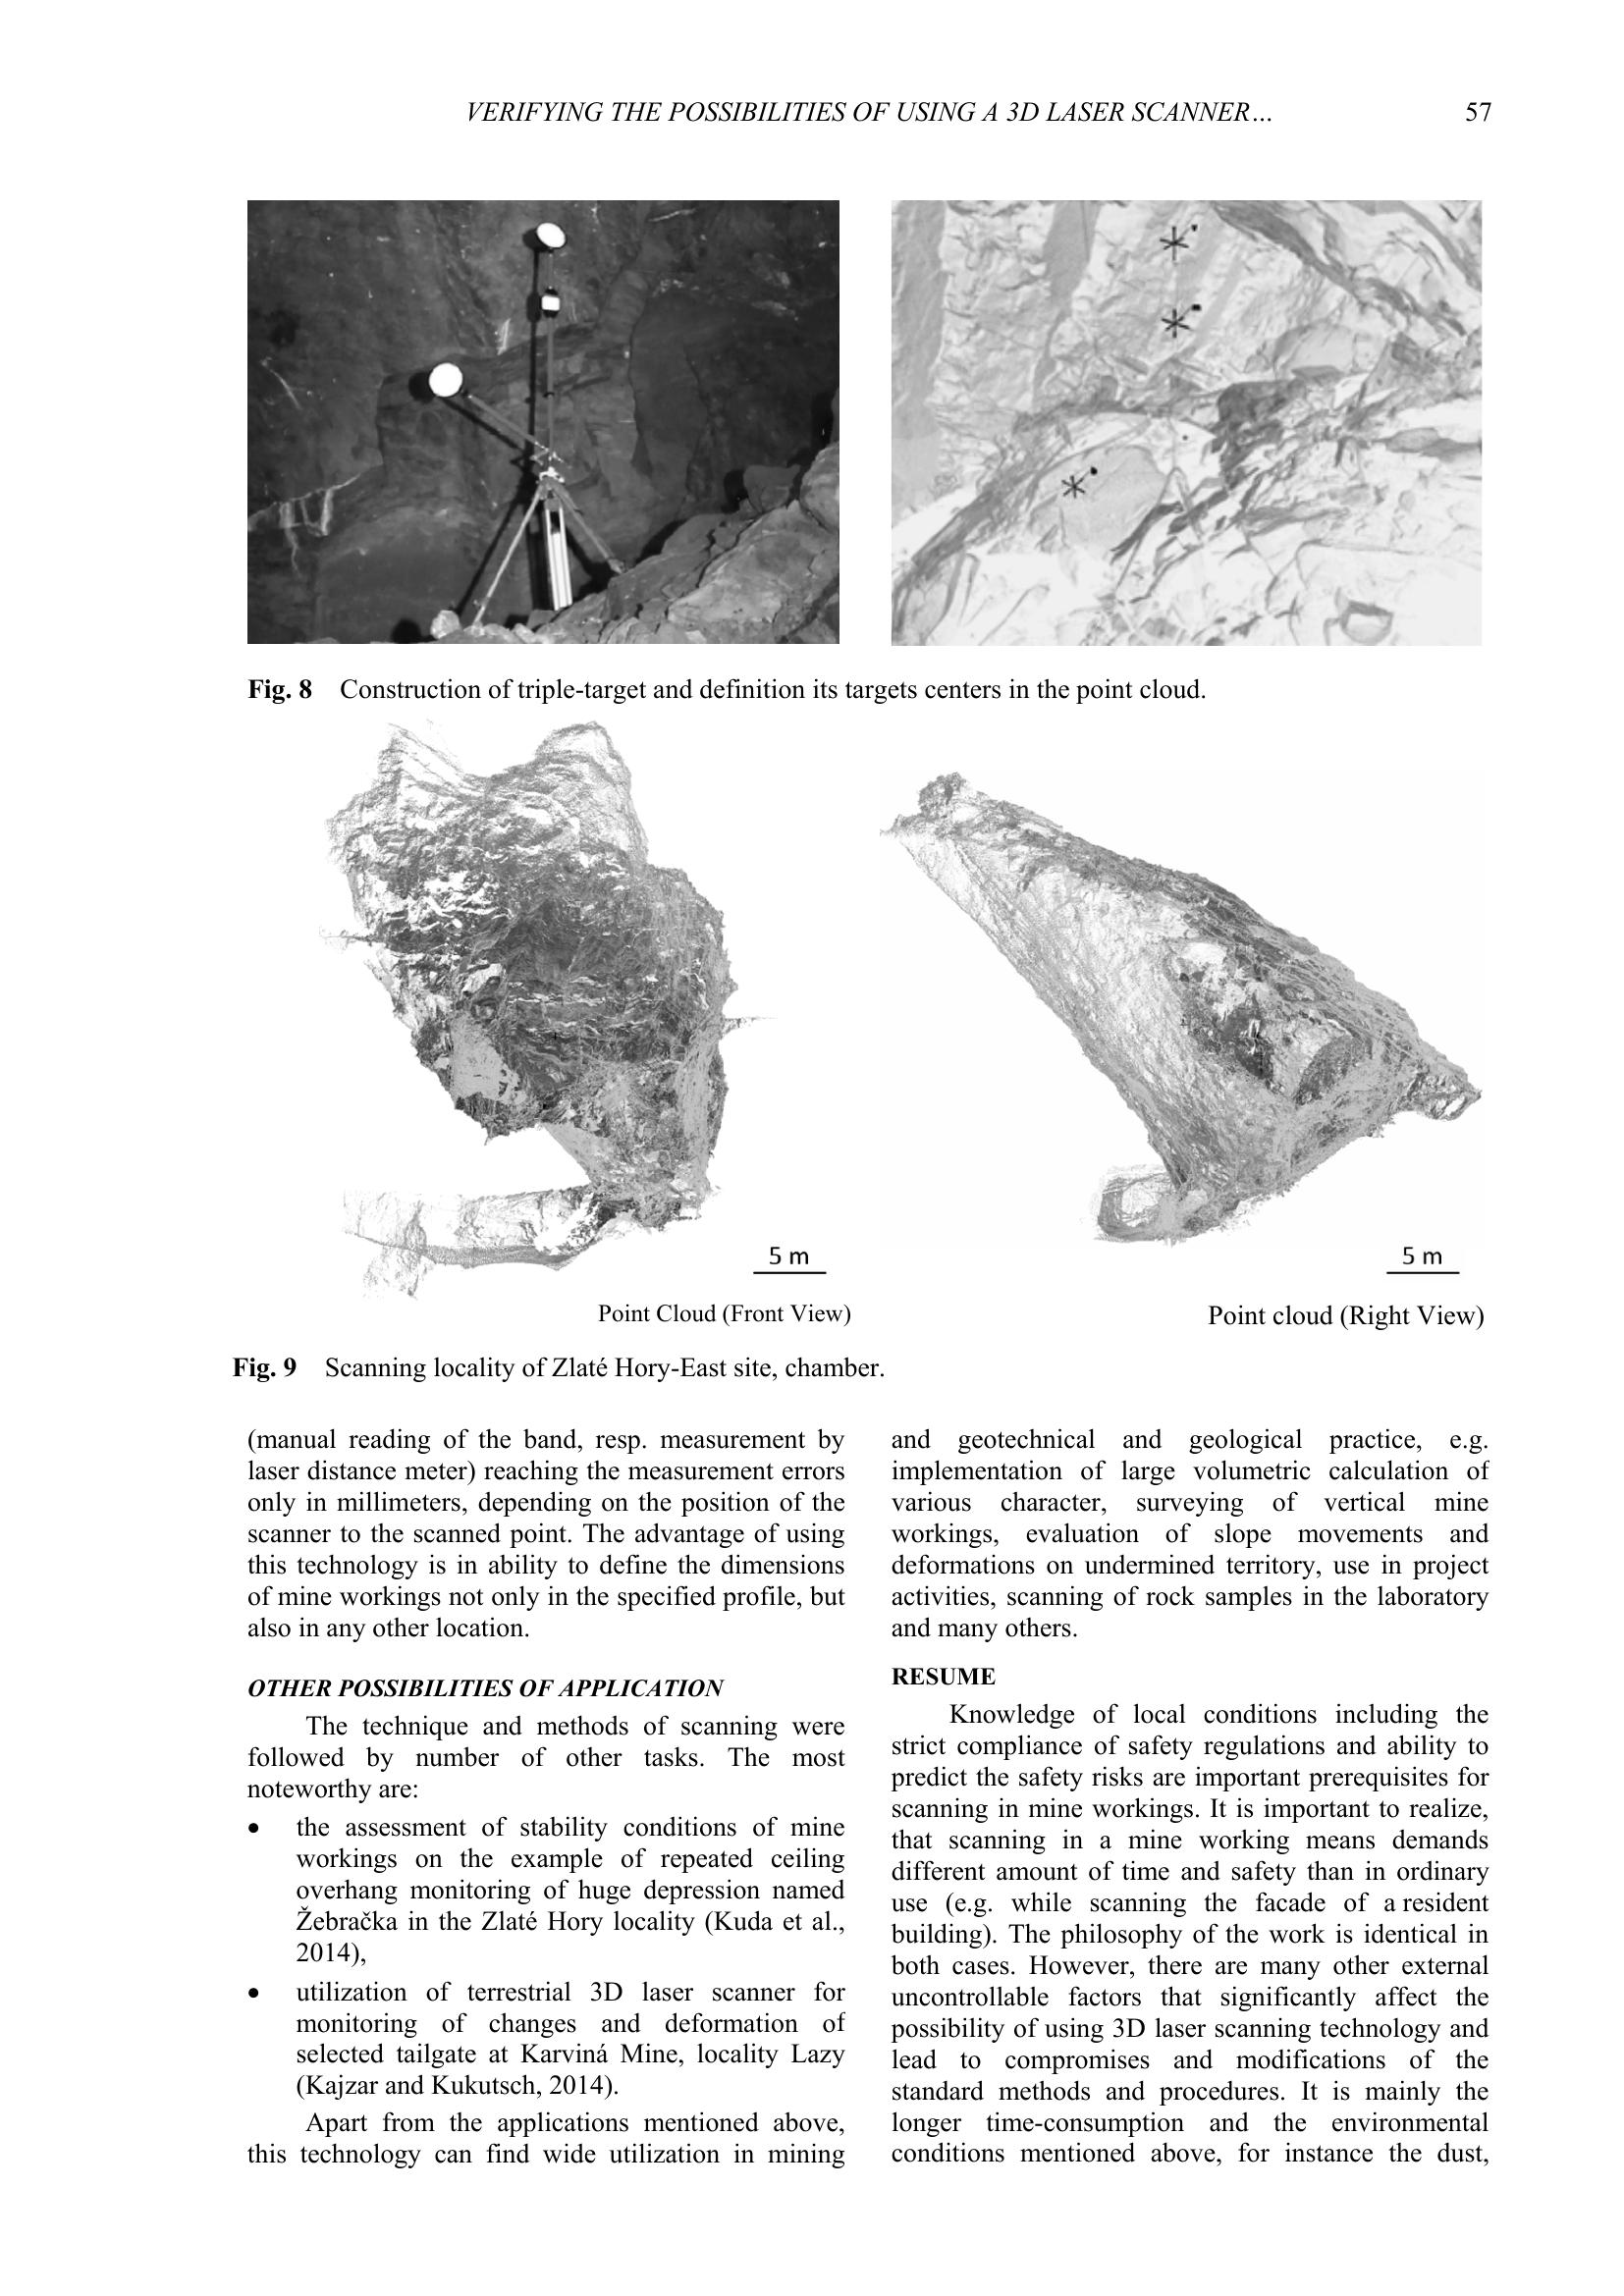 VERIFYING THE POSSIBILITIES OF USING A 3D LASER SCANNER…
57
Fig. 8 Construction of triple-target and definition its targets centers in the point cloud.
5 m
5 m
Point Cloud (Front View)
Point cloud (Right View)
Fig. 9 Scanning locality of Zlaté Hory-East site, chamber.
(manual reading of the band, resp. measurement by
laser distance meter) reaching the measurement errors
only in millimeters, depending on the position of the
scanner to the scanned point. The advantage of using
this technology is in ability to define the dimensions
of mine workings not only in the specified profile, but
also in any other location.
OTHER POSSIBILITIES OF APPLICATION
The technique and methods of scanning were
followed by number of other tasks. The most
noteworthy are:
• the assessment of stability conditions of mine
workings on the example of repeated ceiling
overhang monitoring of huge depression named
Žebračka in the Zlaté Hory locality (Kuda et al.,
2014),
• utilization of terrestrial 3D laser scanner for
monitoring of changes and deformation of
selected tailgate at Karviná Mine, locality Lazy
(Kajzar and Kukutsch, 2014).
Apart from the applications mentioned above,
this technology can find wide utilization in mining
and geotechnical and geological practice, e.g.
implementation of large volumetric calculation of
various character, surveying of vertical mine
workings, evaluation of slope movements and
deformations on undermined territory, use in project
activities, scanning of rock samples in the laboratory
and many others.
RESUME
Knowledge of local conditions including the
strict compliance of safety regulations and ability to
predict the safety risks are important prerequisites for
scanning in mine workings. It is important to realize,
that scanning in a mine working means demands
different amount of time and safety than in ordinary
use (e.g. while scanning the facade of a resident
building). The philosophy of the work is identical in
both cases. However, there are many other external
uncontrollable factors that significantly affect the
possibility of using 3D laser scanning technology and
lead to compromises and modifications of the
standard methods and procedures. It is mainly the
longer time-consumption and the environmental
conditions mentioned above, for instance the dust,